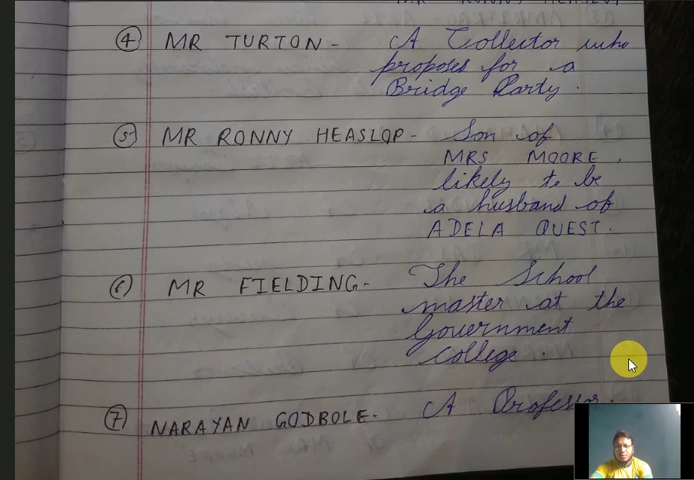 ④ MR TURTON - A Collector who
proposes for a
Bridge Party.
⑤ MR RONNY HEASLOP - Son of
MRS MOORE,
likely to be
a husband of
ADELA QUEST.
⑥ MR FIELDING - The School
master at the
Government
College.
⑦ NARAYAN GODBOLE - A Professor